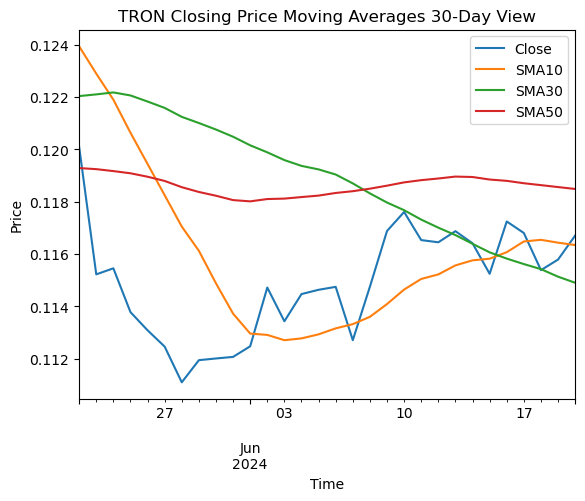 TRON Closing Price Moving Averages 30-Day View
Close
SMA10
SMA30
SMA50
0.124
0.122
0.120
0.118
0.116
0.114
0.112
Price
27
03
10
17
Jun
2024
Time